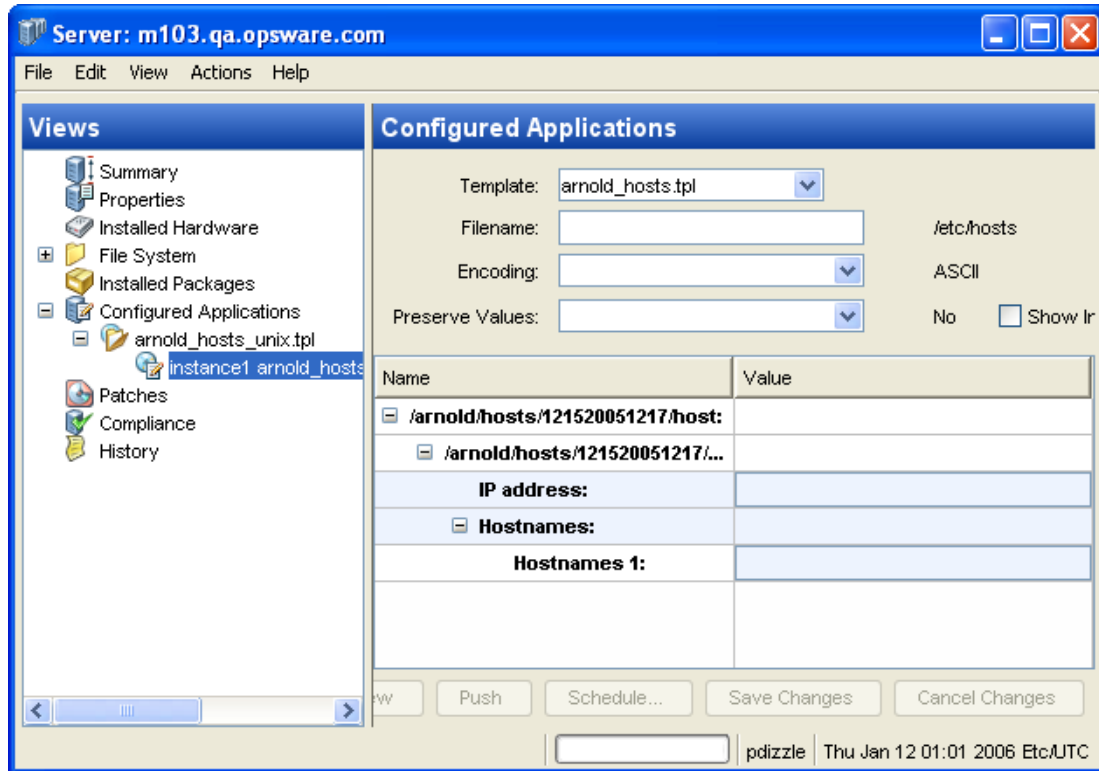 Server: m103.qa.opsware.com
File Edit View Actions Help
Views
Summary
Properties
Installed Hardware
File System
Installed Packages
Configured Applications
arnold_hosts_unix.tpl
instance1 arnold_hosts
Patches
Compliance
History
Configured Applications
Template: arnold_hosts.tpl
Filename: /etc/hosts
Encoding: ASCII
Preserve Values: No Show
Name Value
/arnold/hosts/121520051217/host:
/arnold/hosts/121520051217/...
IP address:
Hostnames:
Hostnames 1:
Push Schedule... Save Changes Cancel Changes
pdizzle Thu Jan 12 01:01 2006 Etc/UTC